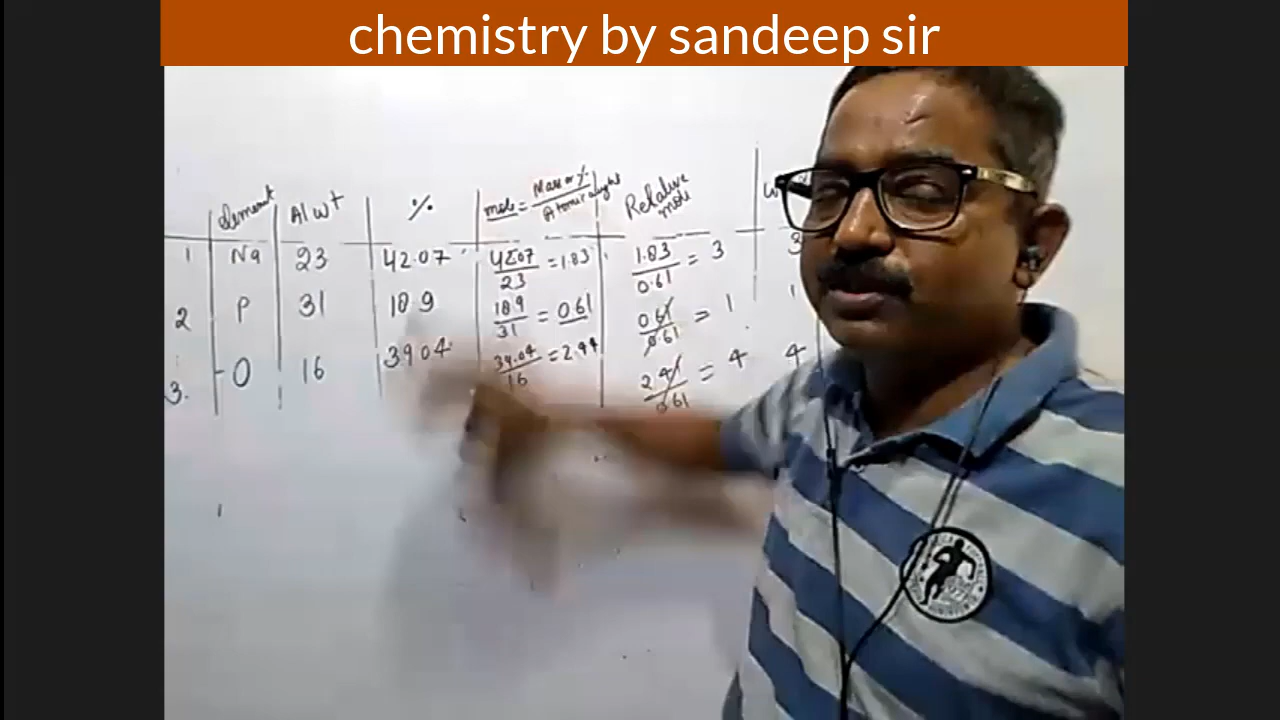 chemistry by sandeep sir
Element At wt % mole = Mass or % / Atomic weight Relative mole
1 Na 23 42.07 42.07/23 = 1.83 1.83/0.61 = 3 3
2 P 31 18.9 18.9/31 = 0.61 0.61/0.61 = 1 1
3. O 16 39.04 39.04/16 = 2.44 2.41/0.61 = 4 4